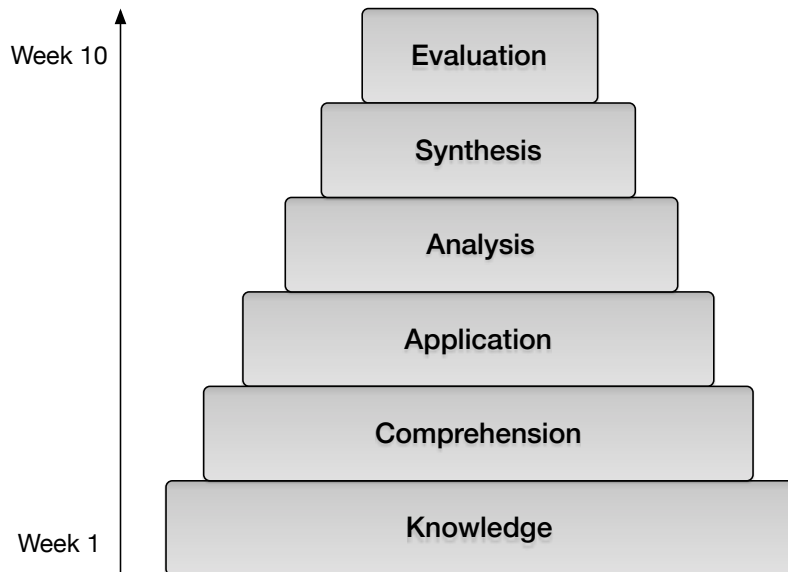 Week 10
Evaluation
Synthesis
Analysis
Application
Comprehension
Week 1
Knowledge